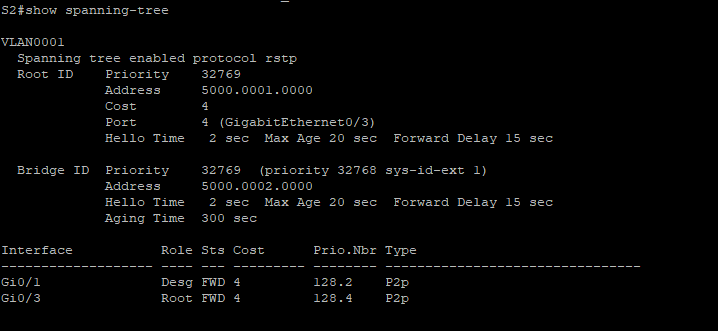 S2#show spanning-tree
VLAN0001
Spanning tree enabled protocol rstp
Root ID Priority 32769
Address 5000.0001.0000
Cost 4
Port 4 (GigabitEthernet0/3)
Hello Time 2 sec Max Age 20 sec Forward Delay 15 sec
Bridge ID Priority 32769 (priority 32768 sys-id-ext 1)
Address 5000.0002.0000
Hello Time 2 sec Max Age 20 sec Forward Delay 15 sec
Aging Time 300 sec
Interface Role Sts Cost Prio.Nbr Type
------------------- ---- --- --------- -------- --------------------------------
Gi0/1 Desg FWD 4 128.2 P2p
Gi0/3 Root FWD 4 128.4 P2p